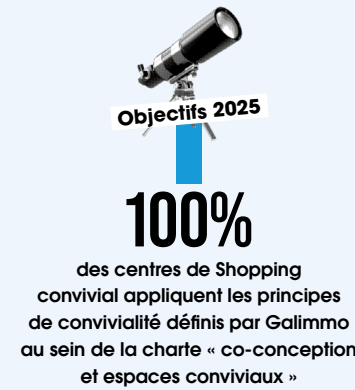 Objectifs 2025
100%
des centres de Shopping
convivial appliquent les principes
de convivialité définis par Galimmo
au sein de la charte « co-conception
et espaces conviviaux »